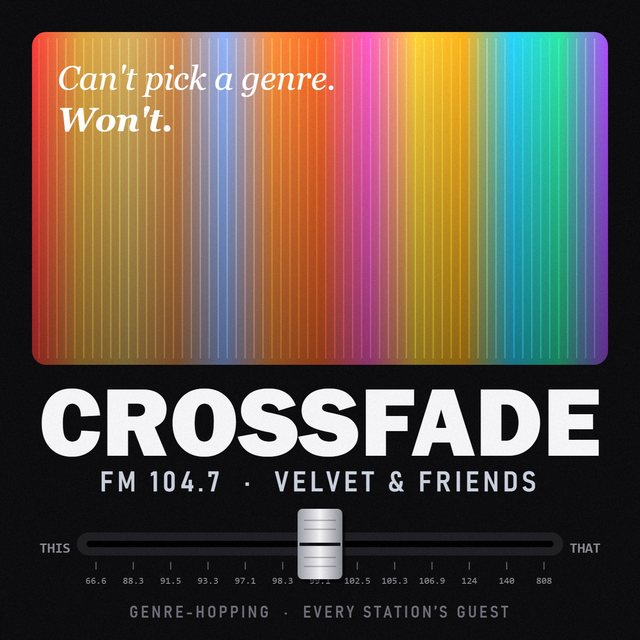 Can't pick a genre.
Won't.
CROSSFADE
FM 104.7 · VELVET & FRIENDS
THIS THAT
66.6 88.3 91.5 93.3 97.1 98.3 99.1 102.5 105.3 106.9 124 140 808
GENRE-HOPPING · EVERY STATION'S GUEST